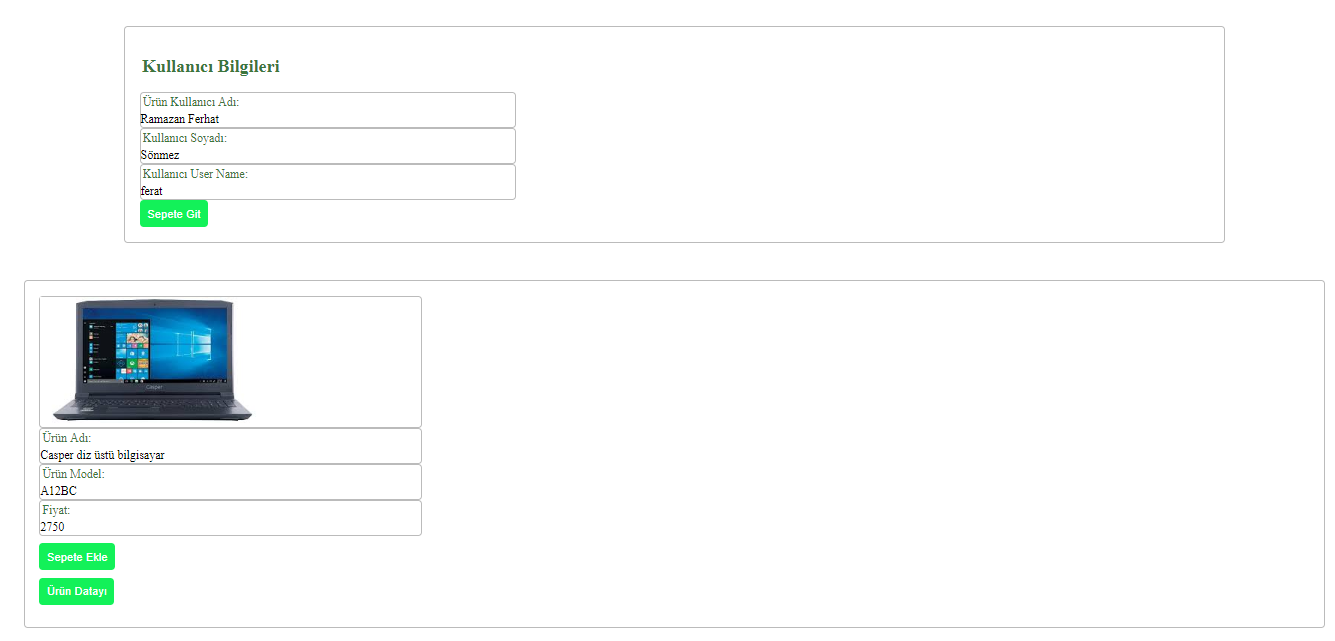 Kullanıcı Bilgileri
Ürün Kullanıcı Adı:
Ramazan Ferhat
Kullanıcı Soyadı:
Sönmez
Kullanıcı User Name:
ferat
Sepete Git
Casper
Ürün Adı:
Casper diz üstü bilgisayar
Ürün Model:
A12BC
Fiyat:
2750
Sepete Ekle
Ürün Datayı